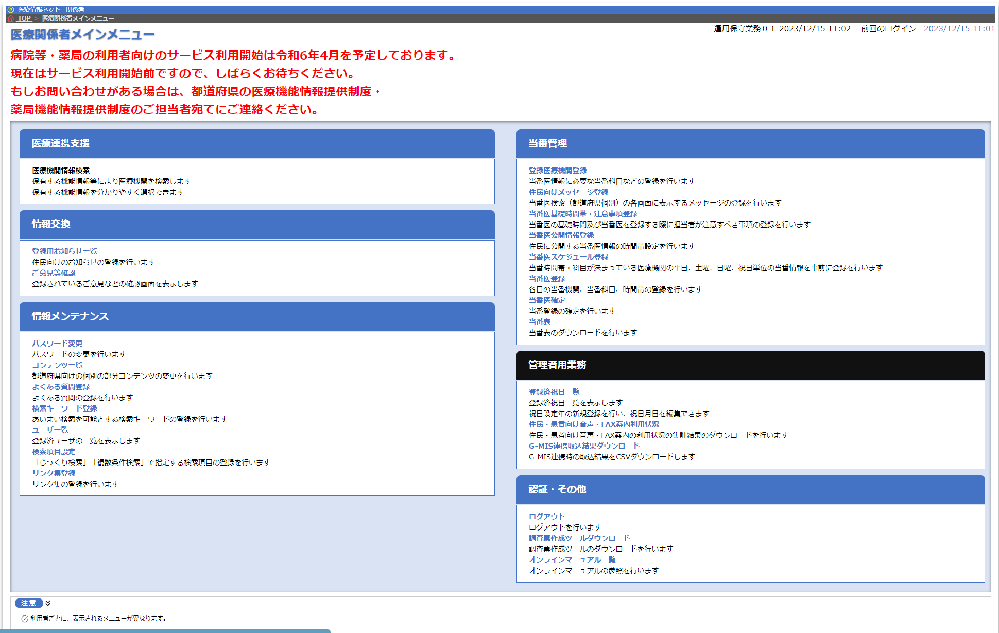 医療情報ネット　関係者
TOP > 医療関係者メインメニュー
医療関係者メインメニュー
運用保守業務０１ 2023/12/15 11:02　前回のログイン　2023/12/15 11:01
病院等・薬局の利用者向けのサービス利用開始は令和6年4月を予定しております。
現在はサービス利用開始前ですので、しばらくお待ちください。
もしお問い合わせがある場合は、都道府県の医療機能情報提供制度・
薬局機能情報提供制度のご担当者宛てにご連絡ください。
医療連携支援
医療機関情報検索
保有する機能情報等により医療機関を検索します
保有する機能情報を分かりやすく選択できます
情報交換
登録用お知らせ一覧
住民向けのお知らせの登録を行います
ご意見等確認
登録されているご意見などの確認画面を表示します
情報メンテナンス
パスワード変更
パスワードの変更を行います
コンテンツ一覧
都道府県向けの個別の部分コンテンツの変更を行います
よくある質問登録
よくある質問の登録を行います
検索キーワード登録
あいまい検索を可能とする検索キーワードの登録を行います
ユーザ一覧
登録済ユーザの一覧を表示します
検索項目設定
「じっくり検索」「複数条件検索」で指定する検索項目の登録を行います
リンク集登録
リンク集の登録を行います
当番管理
登録医療機関登録
当番医情報に必要な当番科目などの登録を行います
住民向けメッセージ登録
当番医検索（都道府県個別）の各画面に表示するメッセージの登録を行います
当番医基礎時間帯・注意事項登録
当番医の基礎時間及び当番医を登録する際に担当者が注意すべき事項の登録を行います
当番医公開情報登録
住民に公開する当番医情報の時間帯設定を行います
当番医スケジュール登録
当番時間帯・科目が決まっている医療機関の平日、土曜、日曜、祝日単位の当番情報を事前に登録を行います
当番医登録
各日の当番機関、当番科目、時間帯の登録を行います
当番医確定
当番登録の確定を行います
当番表
当番表のダウンロードを行います
管理者用業務
登録済祝日一覧
登録済祝日一覧を表示します
祝日設定年の新規登録を行い、祝日月日を編集できます
住民・患者向け音声・FAX案内利用状況
住民・患者向け音声・FAX案内の利用状況の集計結果のダウンロードを行います
G-MIS連携取込結果ダウンロード
G-MIS連携時の取込結果をCSVダウンロードします
認証・その他
ログアウト
ログアウトを行います
調査票作成ツールダウンロード
調査票作成ツールのダウンロードを行います
オンラインマニュアル一覧
オンラインマニュアルの参照を行います
注意
利用者ごとに、表示されるメニューが異なります。